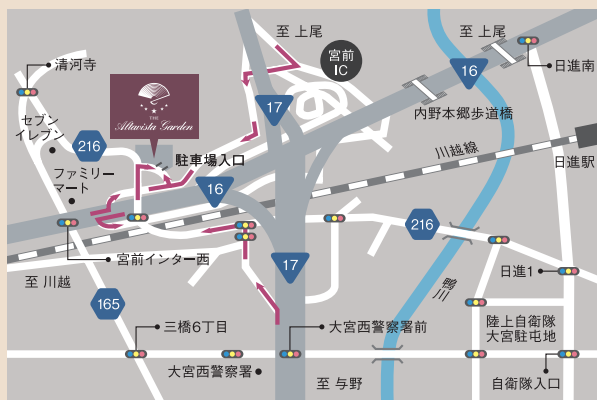 至 上尾
至 上尾
清河寺
宮前
IC
16
日進南
セブン
イレブン
THE
Altavista Garden
17
内野本郷歩道橋
216
駐車場入口
川越線
日進駅
ファミリー
マート
16
216
宮前インター西
17
至 川越
鴨川
日進1
165
三橋6丁目
大宮西警察署前
陸上自衛隊
大宮駐屯地
大宮西警察署
至 与野
自衛隊入口